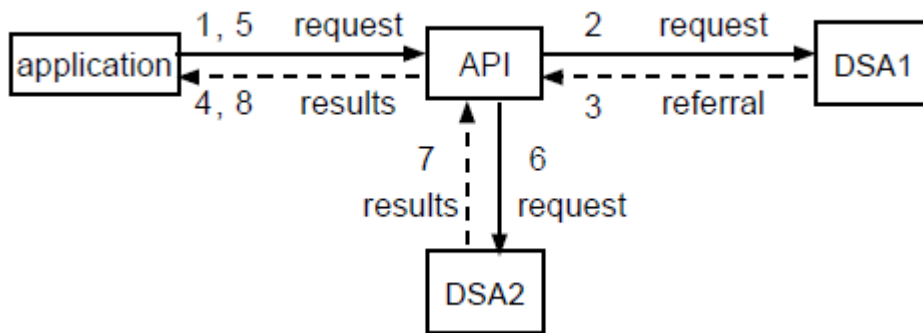 1, 5 request
2 request
application
API
DSA1
4, 8 results
3 referral
7 6
results request
DSA2